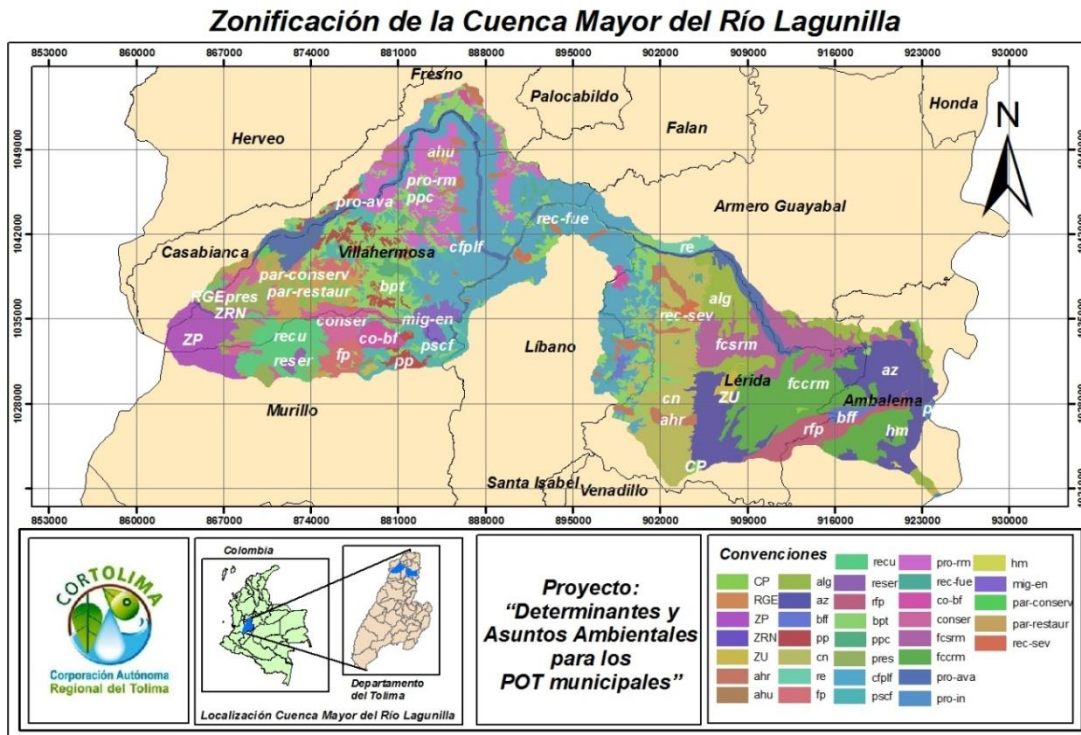 Zonificación de la Cuenca Mayor del Río Lagunilla
853000 860000 867000 874000 881000 888000 895000 902000 909000 916000 923000 930000
Fresno
Palocabildo
Honda
Herveo
Falan
N
1049000
ahu
pro-rm
ppc
pro-ava
rec-fue
Armero Guayabal
1042000
Casabianca
Villahermosa
cfplf
re
par-conserv
par-restaur
bpt
RGE pres
ZRN
alg
rec-sev
1035000
ZP
recu
conser
mig-en
co-bf
pscf
reser
fp
pp
Líbano
fcsrm
az
Lérida
fccrm
ZU
cn
Ambalema
1028000
Murillo
ahr
bff
p
rfp
hm
CP
Santa Isabel
Venadillo
1021000
853000 860000 867000 874000 881000 888000 895000 902000 909000 916000 923000 930000
CORTOLIMA
Corporación Autónoma
Regional del Tolima
Colombia
Departamento
del Tolima
Localización Cuenca Mayor del Río Lagunilla
Proyecto:
“Determinantes y
Asuntos Ambientales
para los
POT municipales”
Convenciones
CP
RGE
ZP
ZRN
ZU
ahr
ahu
alg
az
bff
pp
cn
re
fp
recu
reser
rfp
bpt
ppc
pres
cfplf
pscf
pro-rm
rec-fue
co-bf
conser
fcsrm
fccrm
pro-ava
pro-in
hm
mig-en
par-conserv
par-restaur
rec-sev